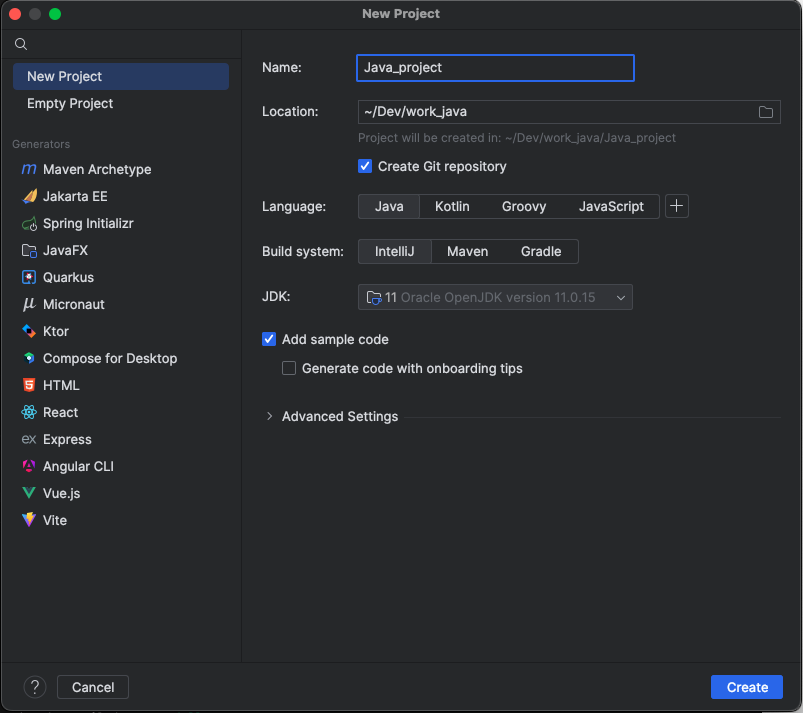 New Project
New Project
Empty Project
Generators
Maven Archetype
Jakarta EE
Spring Initializr
JavaFX
Quarkus
Micronaut
Ktor
Compose for Desktop
HTML
React
Express
Angular CLI
Vue.js
Vite
Name: Java_project
Location: ~/Dev/work_java
Project will be created in: ~/Dev/work_java/Java_project
Create Git repository
Language: Java Kotlin Groovy JavaScript +
Build system: IntelliJ Maven Gradle
JDK: 11 Oracle OpenJDK version 11.0.15
Add sample code
Generate code with onboarding tips
Advanced Settings
? Cancel Create